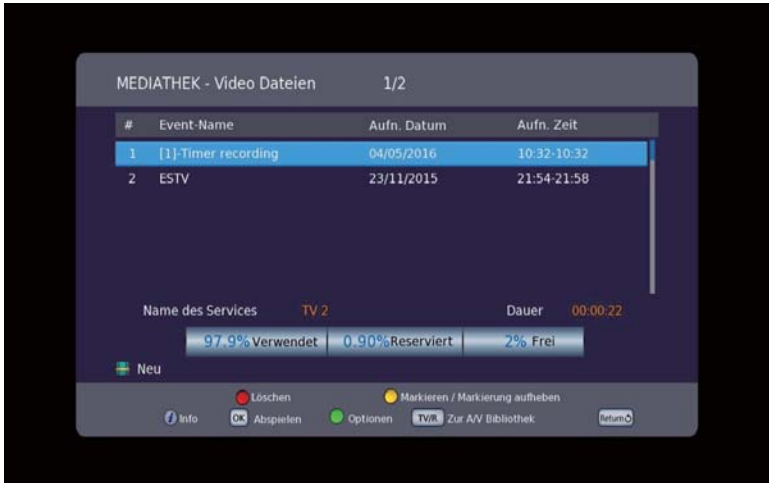 MEDIATHEK - Video Dateien 1/2
# Event-Name Aufn. Datum Aufn. Zeit
1 [1]-Timer recording 04/05/2016 10:32-10:32
2 ESTV 23/11/2015 21:54-21:58
Name des Services TV 2 Dauer 00:00:22
97.9% Verwendet 0.90% Reserviert 2% Frei
Neu
Löschen Markieren / Markierung aufheben
i Info OK Abspielen Optionen TV/R Zur A/V Bibliothek Return